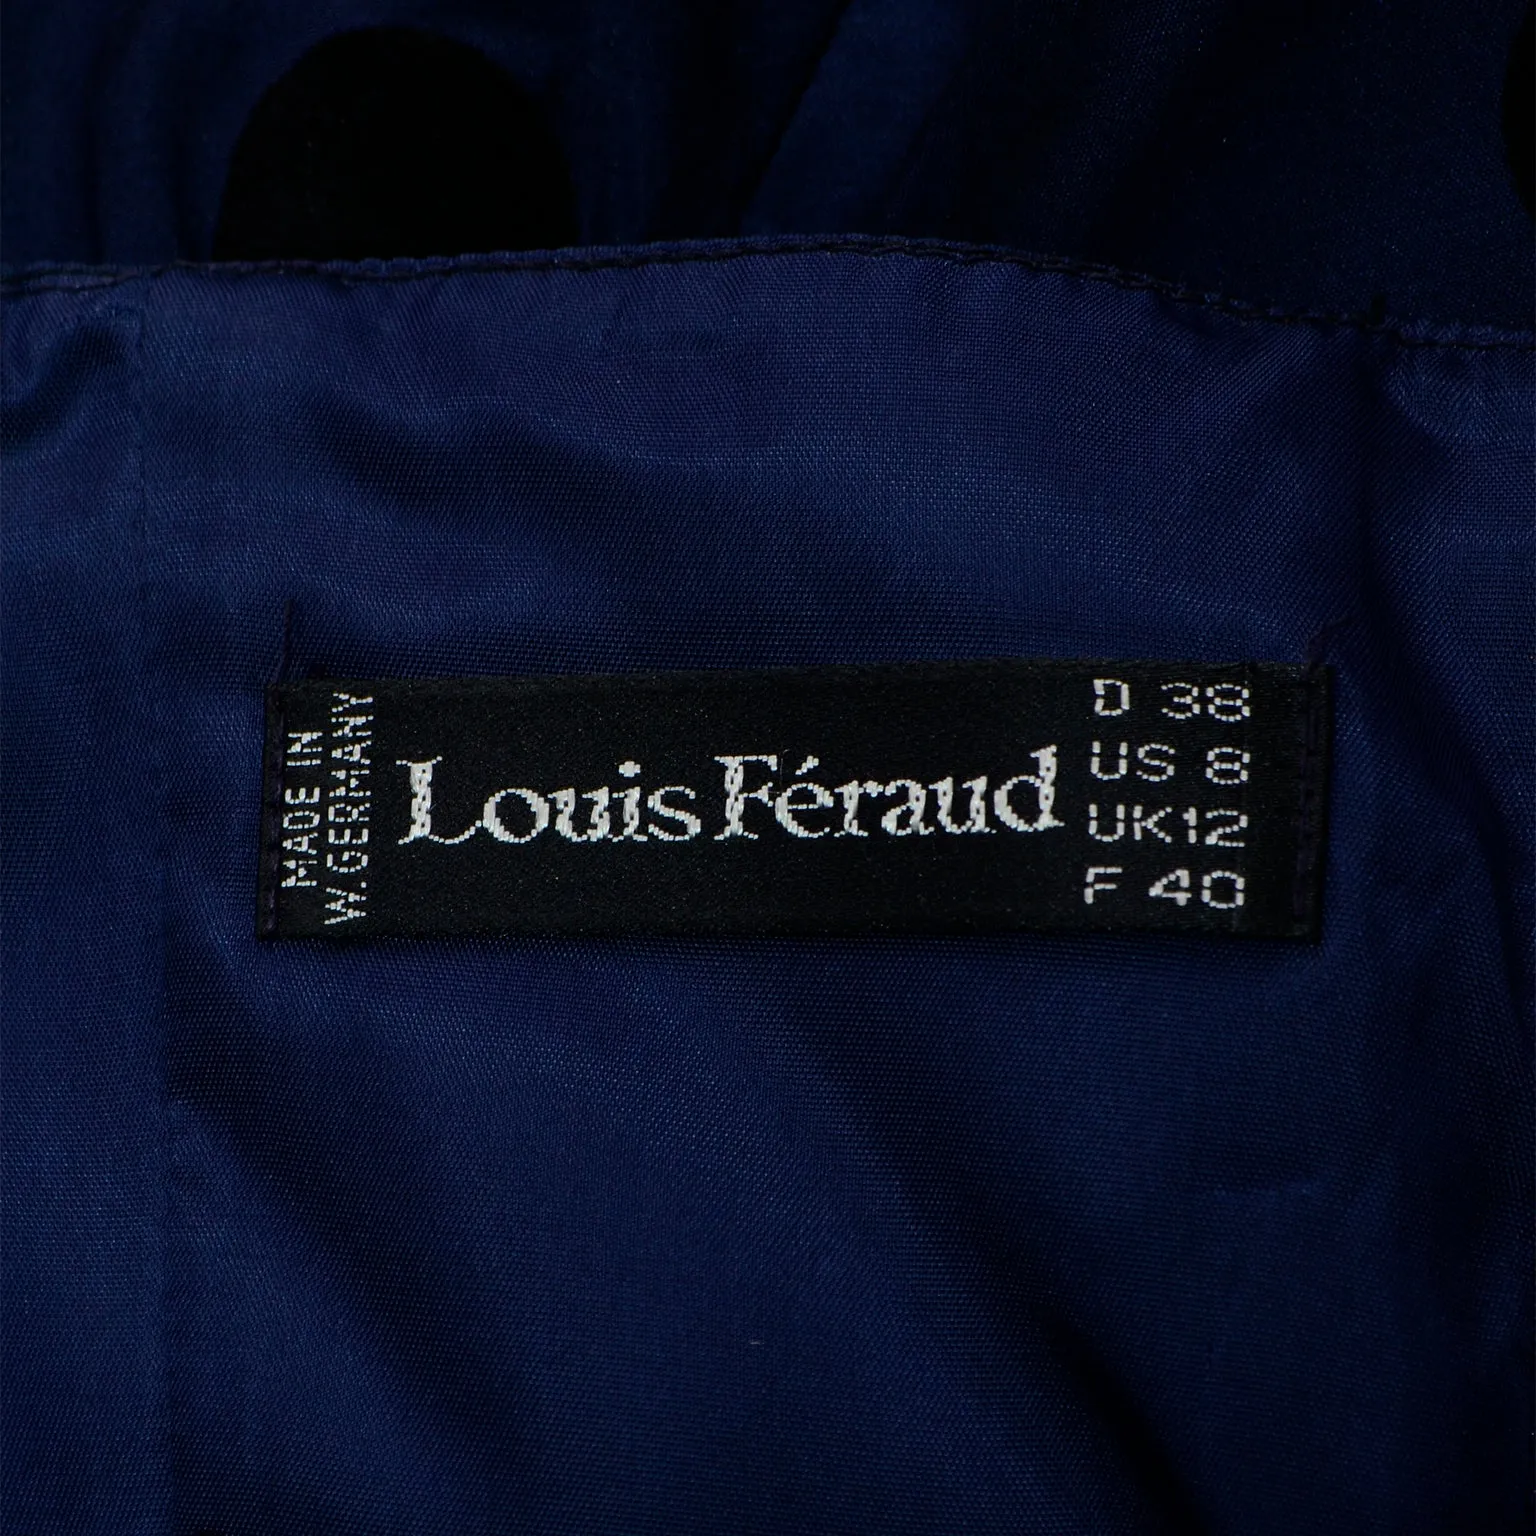 MADE IN
W. GERMANY
Louis Féraud
D 38
US 8
UK12
F 40